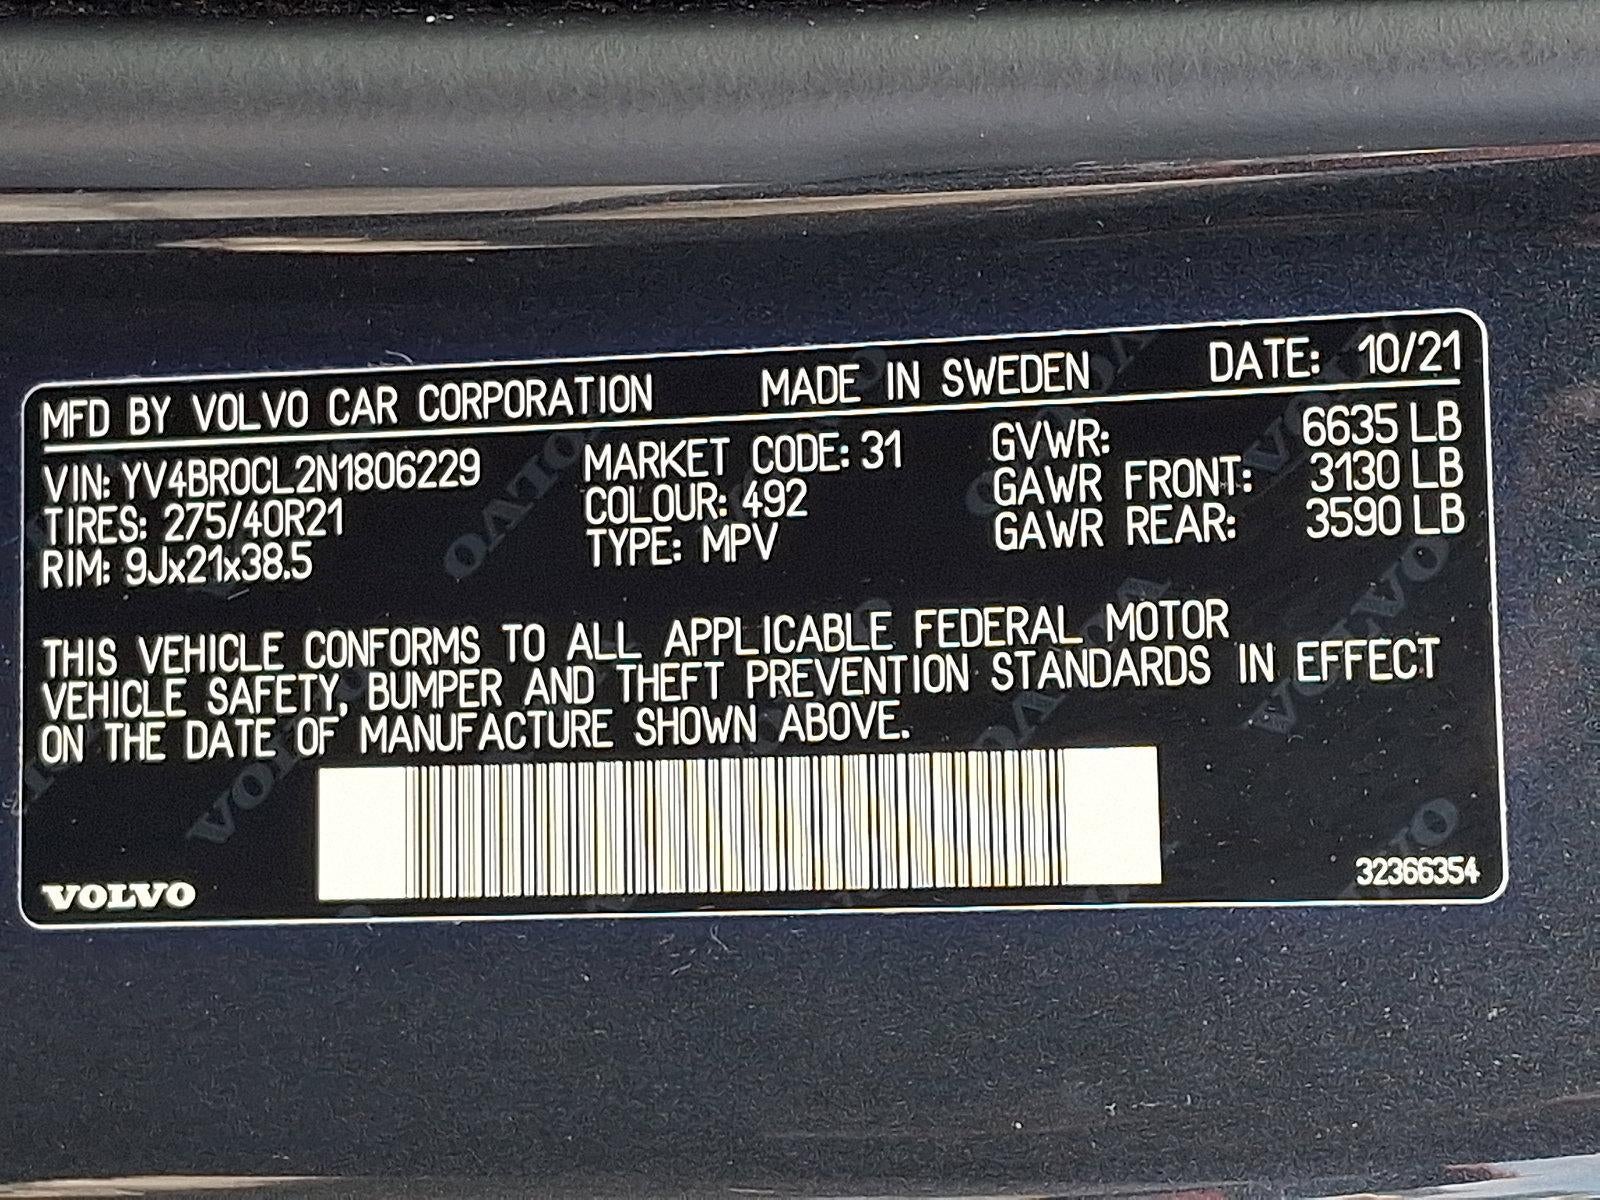 MFD BY VOLVO CAR CORPORATION MADE IN SWEDEN DATE: 10/21
VIN: YV4BR0CL2N1806229 MARKET CODE: 31 GVWR: 6635 LB
TIRES: 275/40R21 COLOUR: 492 GAWR FRONT: 3130 LB
RIM: 9Jx21x38.5 TYPE: MPV GAWR REAR: 3590 LB
THIS VEHICLE CONFORMS TO ALL APPLICABLE FEDERAL MOTOR
VEHICLE SAFETY, BUMPER AND THEFT PREVENTION STANDARDS IN EFFECT
ON THE DATE OF MANUFACTURE SHOWN ABOVE.
VOLVO 32366354